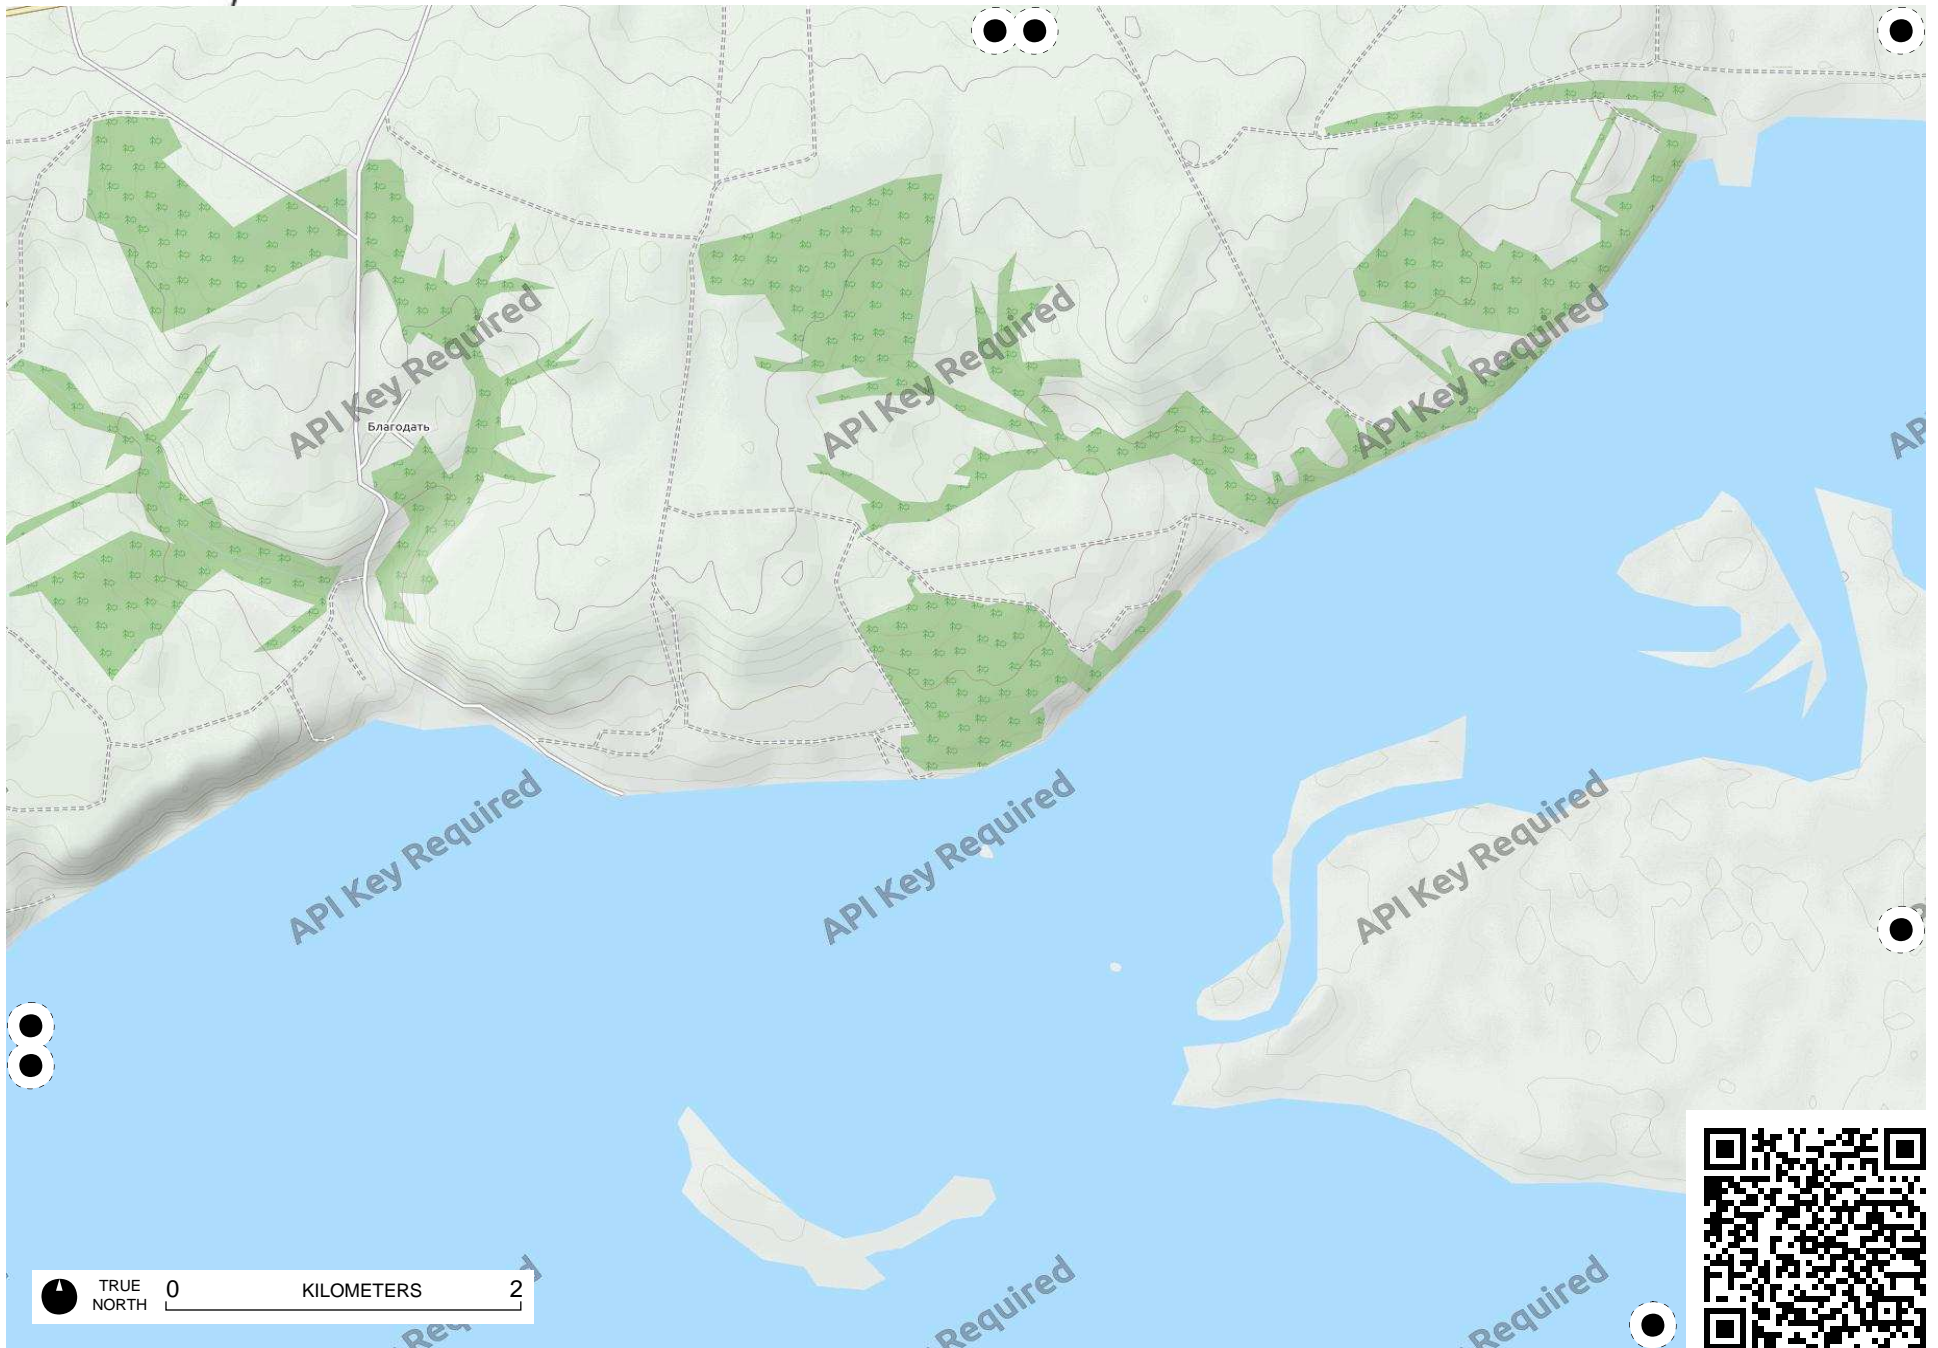 API Key Required
API Key Required
API Key Required
AP
Благодать
API Key Required
API Key Required
API Key Required
TRUE
NORTH
0 KILOMETERS 2
Required
Required